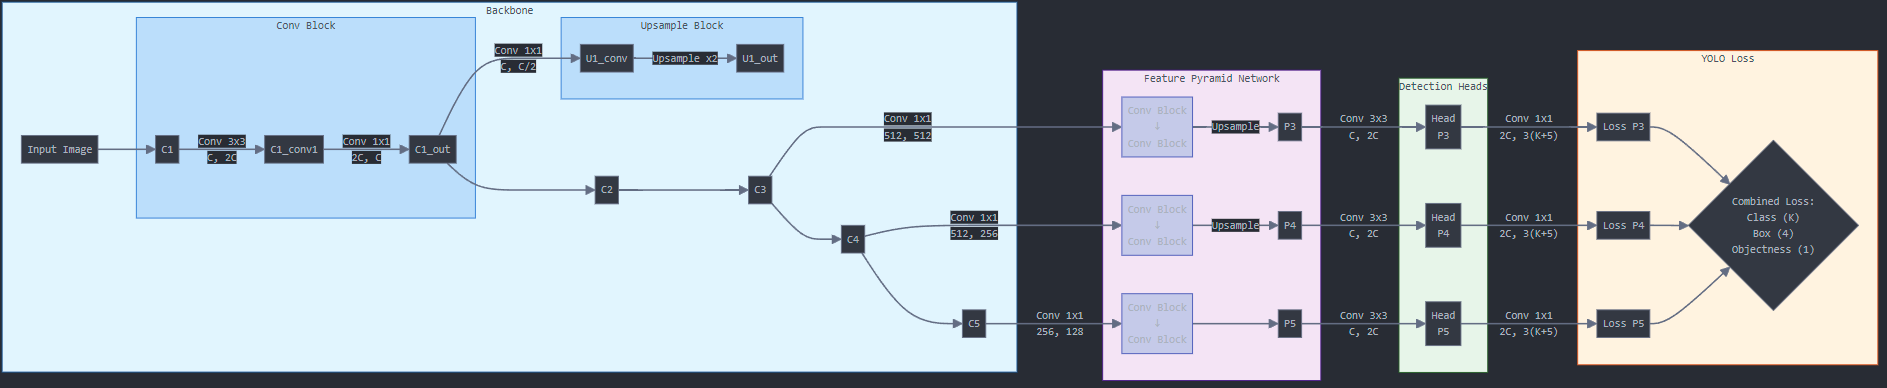 Backbone
Conv Block
Upsample Block
Input Image
C1
Conv 3x3
C, 2C
C1_conv1
Conv 1x1
2C, C
C1_out
Conv 1x1
C, C/2
U1_conv
Upsample x2
U1_out
C2
C3
C4
C5
Conv 1x1
512, 512
Conv 1x1
512, 256
Conv 1x1
256, 128
Feature Pyramid Network
Conv Block
↓
Conv Block
Upsample
P3
Conv Block
↓
Conv Block
Upsample
P4
Conv Block
↓
Conv Block
P5
Conv 3x3
C, 2C
Conv 3x3
C, 2C
Conv 3x3
C, 2C
Detection Heads
Head
P3
Head
P4
Head
P5
Conv 1x1
2C, 3(K+5)
Conv 1x1
2C, 3(K+5)
Conv 1x1
2C, 3(K+5)
YOLO Loss
Loss P3
Loss P4
Loss P5
Combined Loss:
Class (K)
Box (4)
Objectness (1)